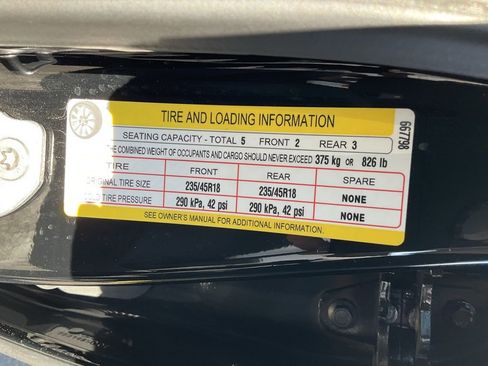 TIRE AND LOADING INFORMATION
SEATING CAPACITY - TOTAL 5 FRONT 2 REAR 3
THE COMBINED WEIGHT OF OCCUPANTS AND CARGO SHOULD NEVER EXCEED 375 kg OR 826 lb
TIRE FRONT REAR SPARE
ORIGINAL TIRE SIZE 235/45R18 235/45R18 NONE
TIRE PRESSURE 290 kPa, 42 psi 290 kPa, 42 psi NONE
SEE OWNER'S MANUAL FOR ADDITIONAL INFORMATION.